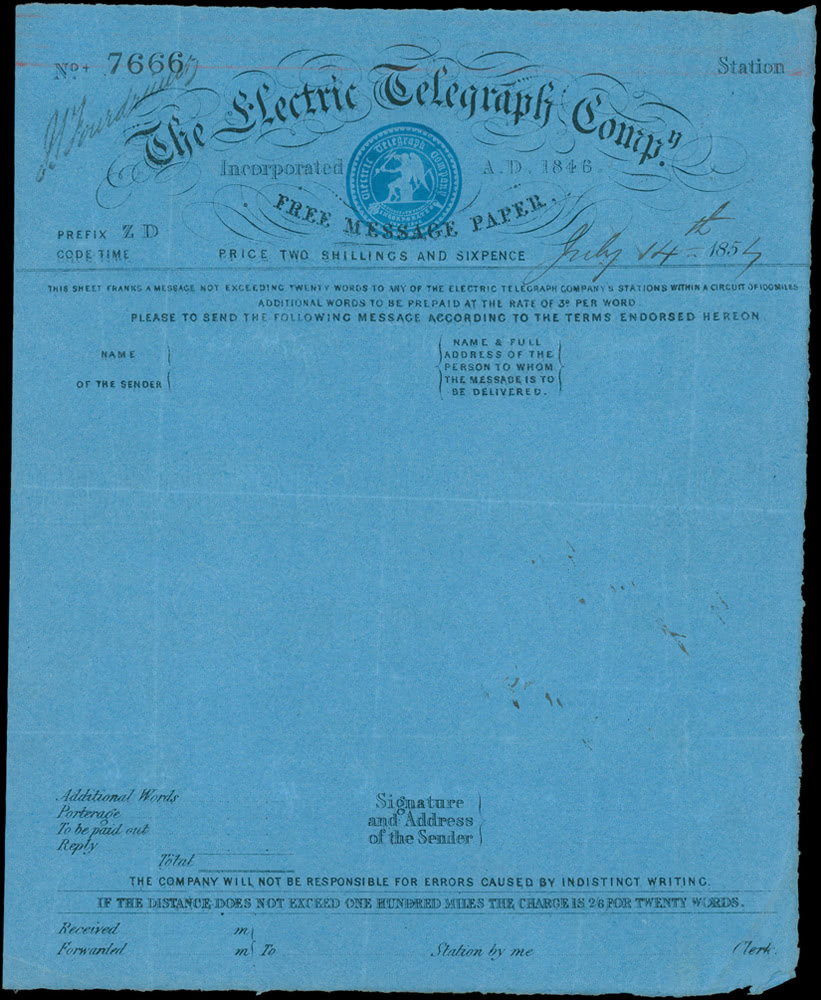 No. 7666
Station
The Electric Telegraph Comp.y
Incorporated A.D. 1846.
Electric Telegraph Company
INCORPORATED
FREE MESSAGE PAPER.
PREFIX Z D
CODE TIME
PRICE TWO SHILLINGS AND SIXPENCE
July 14th 1854
THIS SHEET FRANKS A MESSAGE NOT EXCEEDING TWENTY WORDS TO ANY OF THE ELECTRIC TELEGRAPH COMPANY'S STATIONS WITHIN A CIRCUIT OF 100 MILES
ADDITIONAL WORDS TO BE PREPAID AT THE RATE OF 3D PER WORD.
PLEASE TO SEND THE FOLLOWING MESSAGE ACCORDING TO THE TERMS ENDORSED HEREON
NAME
OF THE SENDER
NAME & FULL
ADDRESS OF THE
PERSON TO WHOM
THE MESSAGE IS TO
BE DELIVERED.
Additional Words
Porterage
To be paid out
Reply
Total
Signature
and Address
of the Sender
THE COMPANY WILL NOT BE RESPONSIBLE FOR ERRORS CAUSED BY INDISTINCT WRITING.
IF THE DISTANCE DOES NOT EXCEED ONE HUNDRED MILES THE CHARGE IS 2/6 FOR TWENTY WORDS.
Received m
Forwarded m To Station by me Clerk.